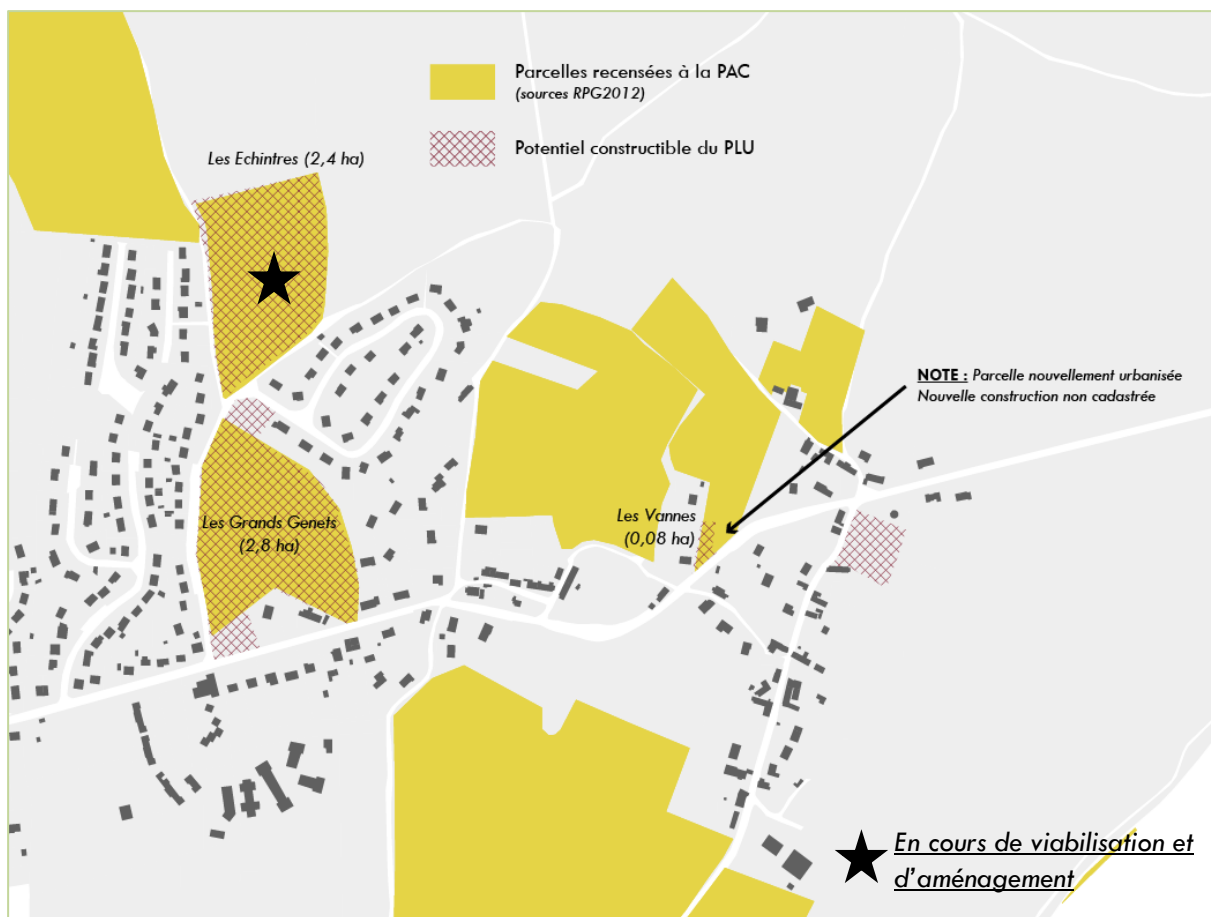 Parcelles recensées à la PAC
(sources RPG2012)
Potentiel constructible du PLU
Les Echintres (2,4 ha)
NOTE : Parcelle nouvellement urbanisée
Nouvelle construction non cadastrée
Les Grands Genets
(2,8 ha)
Les Vannes
(0,08 ha)
En cours de viabilisation et
d'aménagement